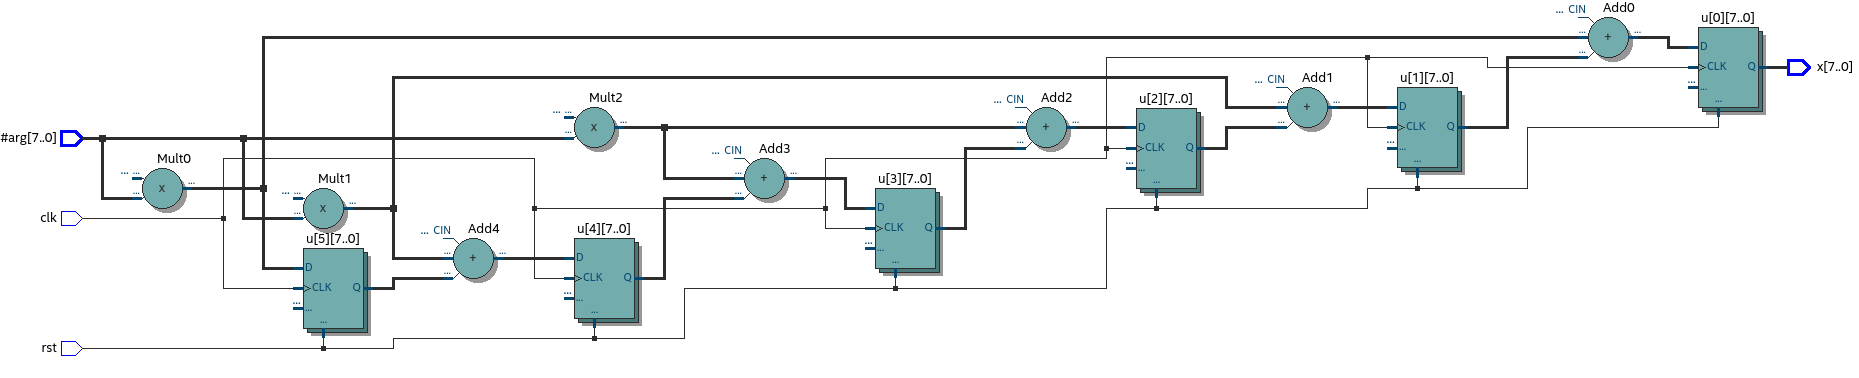 Add0
... CIN
+
...
...
...
u[0][7..0]
D
CLK
Q
...
...
x[7..0]
Add1
... CIN
+
...
...
...
u[1][7..0]
D
CLK
Q
...
...
Mult2
...
...
x
...
Add2
... CIN
+
...
...
...
u[2][7..0]
D
CLK
Q
...
...
#arg[7..0]
Mult0
... ...
...
x
...
Mult1
... ...
...
x
...
Add3
... CIN
+
...
...
...
u[3][7..0]
D
CLK
Q
...
...
clk
u[5][7..0]
D
CLK
Q
...
...
Add4
... CIN
+
...
...
...
u[4][7..0]
D
CLK
Q
...
...
rst